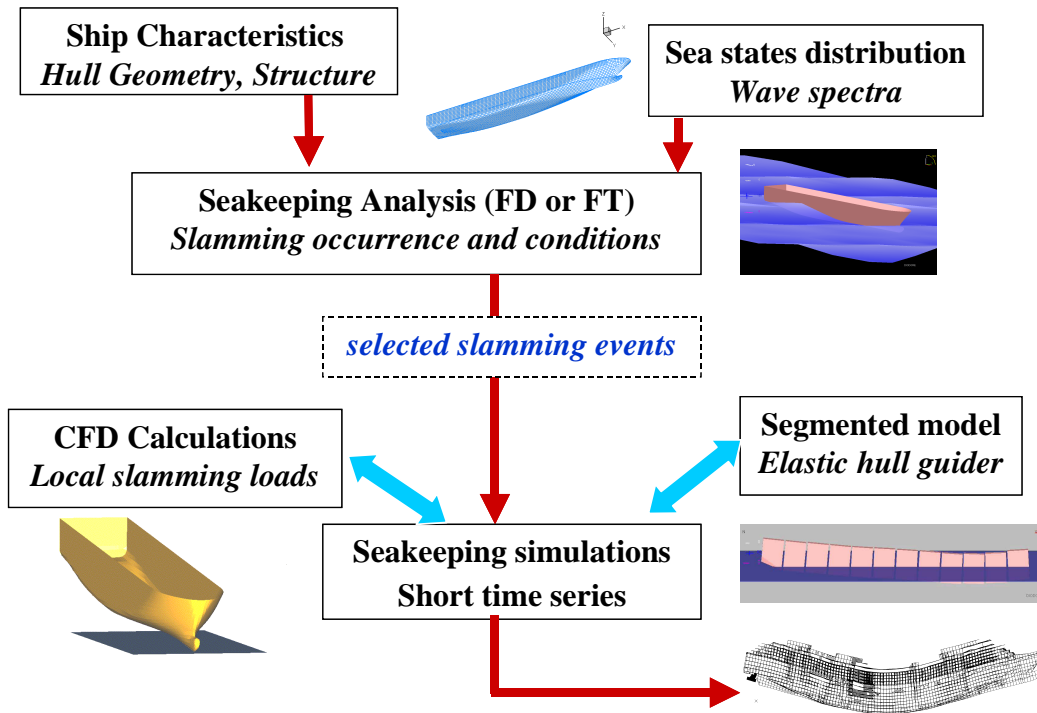 Ship Characteristics
Hull Geometry, Structure
Sea states distribution
Wave spectra
Seakeeping Analysis (FD or FT)
Slamming occurrence and conditions
selected slamming events
CFD Calculations
Local slamming loads
Segmented model
Elastic hull guider
Seakeeping simulations
Short time series